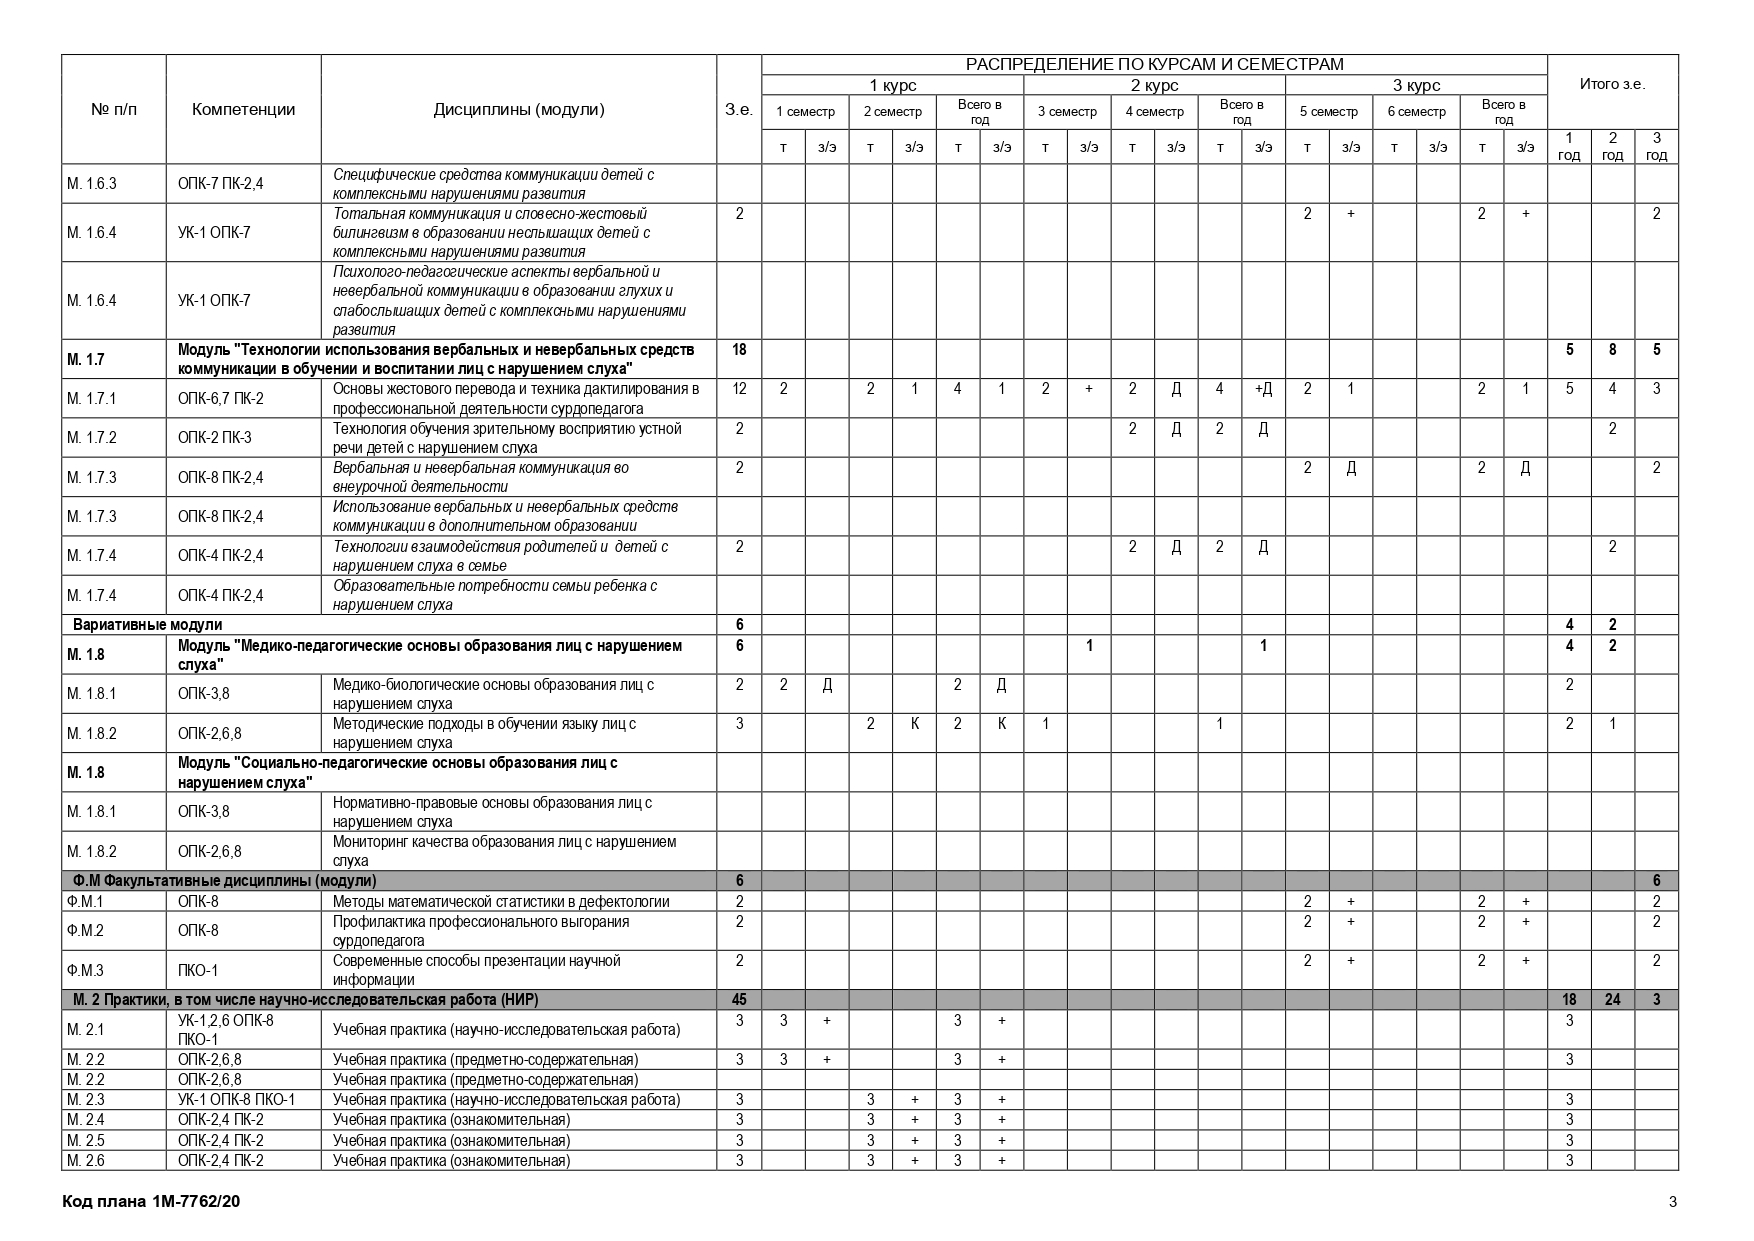 РАСПРЕДЕЛЕНИЕ ПО КУРСАМ И СЕМЕСТРАМ
№ п/п Компетенции Дисциплины (модули) З.е. 1 курс 2 курс 3 курс Итого з.е.
1 семестр 2 семестр Всего в год 3 семестр 4 семестр Всего в год 5 семестр 6 семестр Всего в год
т з/э т з/э т з/э т з/э т з/э т з/э т з/э т з/э т з/э 1 год 2 год 3 год
М. 1.6.3 ОПК-7 ПК-2,4 Специфические средства коммуникации детей с
комплексными нарушениями развития
М. 1.6.4 УК-1 ОПК-7 Тотальная коммуникация и словесно-жестовый 2 2 + 2 + 2
билингвизм в образовании неслышащих детей с
комплексными нарушениями развития
М. 1.6.4 УК-1 ОПК-7 Психолого-педагогические аспекты вербальной и
невербальной коммуникации в образовании глухих и
слабослышащих детей с комплексными нарушениями
развития
М. 1.7 Модуль "Технологии использования вербальных и невербальных средств 18 5 8 5
коммуникации в обучении и воспитании лиц с нарушением слуха"
М. 1.7.1 ОПК-6,7 ПК-2 Основы жестового перевода и техника дактилирования в 12 2 2 1 4 1 2 + 2 Д 4 +Д 2 1 2 1 5 4 3
профессиональной деятельности сурдопедагога
М. 1.7.2 ОПК-2 ПК-3 Технология обучения зрительному восприятию устной 2 2 Д 2 Д 2
речи детей с нарушением слуха
М. 1.7.3 ОПК-8 ПК-2,4 Вербальная и невербальная коммуникация во 2 2 Д 2 Д 2
внеурочной деятельности
М. 1.7.3 ОПК-8 ПК-2,4 Использование вербальных и невербальных средств
коммуникации в дополнительном образовании
М. 1.7.4 ОПК-4 ПК-2,4 Технологии взаимодействия родителей и детей с 2 2 Д 2 Д 2
нарушением слуха в семье
М. 1.7.4 ОПК-4 ПК-2,4 Образовательные потребности семьи ребенка с
нарушением слуха
Вариативные модули 6 4 2
М. 1.8 Модуль "Медико-педагогические основы образования лиц с нарушением 6 1 1 4 2
слуха"
М. 1.8.1 ОПК-3,8 Медико-биологические основы образования лиц с 2 2 Д 2 Д 2
нарушением слуха
М. 1.8.2 ОПК-2,6,8 Методические подходы в обучении языку лиц с 3 2 К 2 К 1 1 2 1
нарушением слуха
М. 1.8 Модуль "Социально-педагогические основы образования лиц с
нарушением слуха"
М. 1.8.1 ОПК-3,8 Нормативно-правовые основы образования лиц с
нарушением слуха
М. 1.8.2 ОПК-2,6,8 Мониторинг качества образования лиц с нарушением
слуха
Ф.М Факультативные дисциплины (модули) 6 6
Ф.М.1 ОПК-8 Методы математической статистики в дефектологии 2 2 + 2 + 2
Ф.М.2 ОПК-8 Профилактика профессионального выгорания 2 2 + 2 + 2
сурдопедагога
Ф.М.3 ПКО-1 Современные способы презентации научной 2 2 + 2 + 2
информации
М. 2 Практики, в том числе научно-исследовательская работа (НИР) 45 18 24 3
М. 2.1 УК-1,2,6 ОПК-8 ПКО-1 Учебная практика (научно-исследовательская работа) 3 3 + 3 + 3
М. 2.2 ОПК-2,6,8 Учебная практика (предметно-содержательная) 3 3 + 3 + 3
М. 2.2 ОПК-2,6,8 Учебная практика (предметно-содержательная)
М. 2.3 УК-1 ОПК-8 ПКО-1 Учебная практика (научно-исследовательская работа) 3 3 + 3 + 3
М. 2.4 ОПК-2,4 ПК-2 Учебная практика (ознакомительная) 3 3 + 3 + 3
М. 2.5 ОПК-2,4 ПК-2 Учебная практика (ознакомительная) 3 3 + 3 + 3
М. 2.6 ОПК-2,4 ПК-2 Учебная практика (ознакомительная) 3 3 + 3 + 3
Код плана 1М-7762/20 3